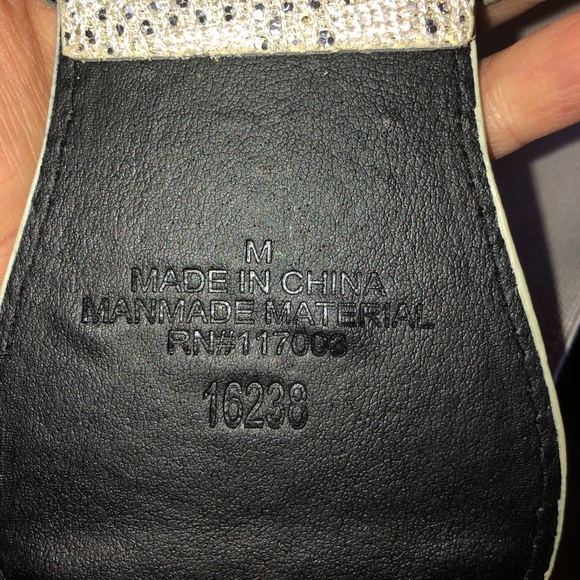 M
MADE IN CHINA
MANMADE MATERIAL
RN#117003
16238